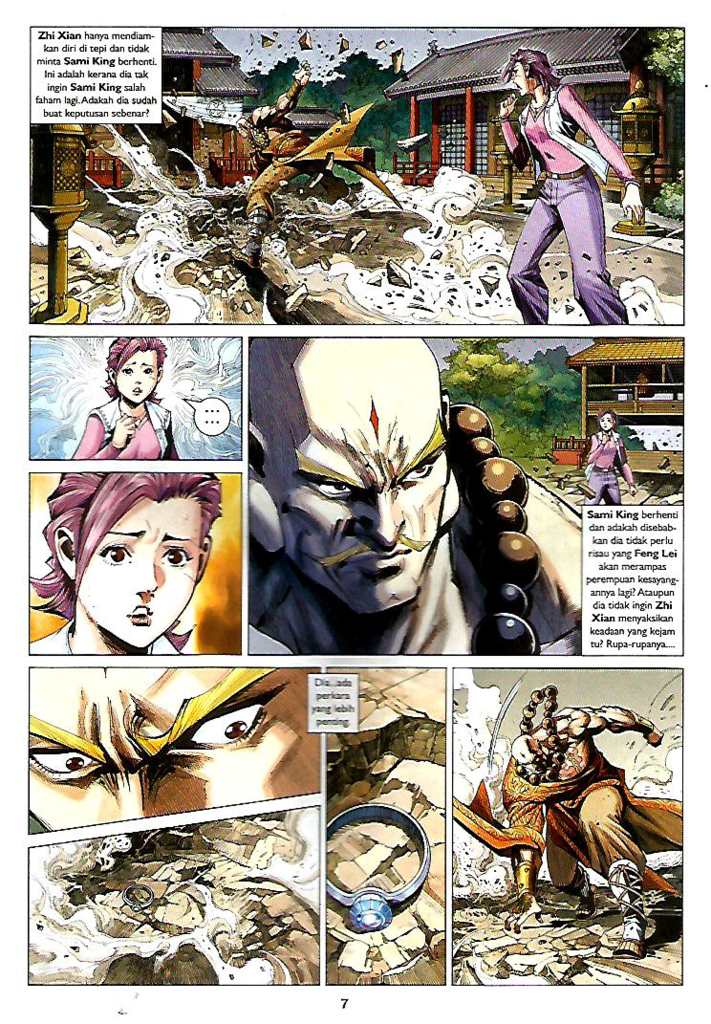 Zhi Xian hanya mendiam-
kan diri di tepi dan tidak
minta Sami King berhenti.
Ini adalah kerana dia tak
ingin Sami King salah
faham lagi. Adakah dia sudah
buat keputusan sebenar?
...
...
Sami King berhenti
dan adakah disebab-
kan dia tidak perlu
risau yang Feng Lei
akan merampas
perempuan kesayang-
annya lagi? Ataupun
dia tidak ingin Zhi
Xian menyaksikan
keadaan yang kejam
tu? Rupa-rupanya....
Dia...ada
perkara
yang lebih
penting.
7